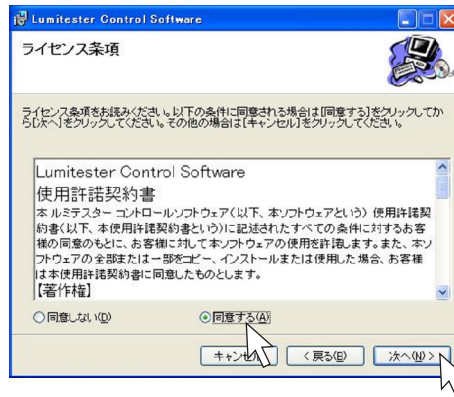 Lumitester Control Software
ライセンス条項
ライセンス条項をお読みください。以下の条件に同意される場合は[同意する]をクリックしてか
ら[次へ]をクリックしてください。その他の場合は[キャンセル]をクリックしてください。
Lumitester Control Software
使用許諾契約書
本 ルミテスター コントロールソフトウェア(以下、本ソフトウェアという) 使用許諾契
約書(以下、本使用許諾契約書という)に記述されたすべての条件に対するお客
様の同意のもとに、お客様に対して本ソフトウェアの使用を許諾します。また、本ソ
フトウェアの全部または一部をコピー、インストールまたは使用した場合、お客様
は本使用許諾契約書に同意したものとします。
【著作権】
同意しない(D) 同意する(A)
キャンセル < 戻る(B) 次へ(N) >